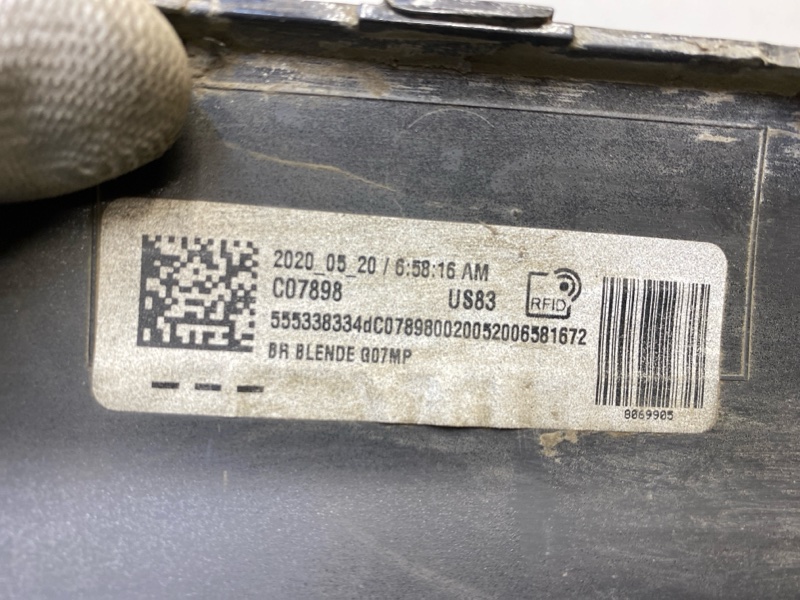 2020_05_20 / 6:58:16 AM
C07898 US83
RFID
555338334dC078980020052006581672
BR BLENDE G07MP
8069905